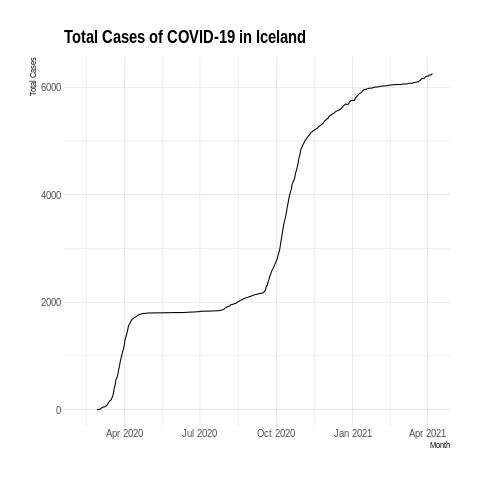 Total Cases of COVID-19 in Iceland
Total Cases
6000
4000
2000
0
Apr 2020 Jul 2020 Oct 2020 Jan 2021 Apr 2021
Month